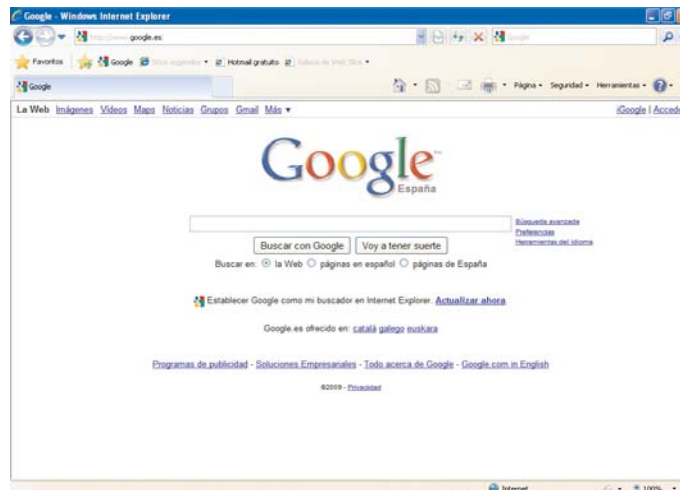 Google - Windows Internet Explorer
google.es
Google
Favoritos Google Hotmail gratuito
Google
Página Seguridad Herramientas
La Web Imágenes Vídeos Maps Noticias Grupos Gmail Más ▼
iGoogle | Accede
Google™
España
Búsqueda avanzada
Preferencias
Herramientas del idioma
Buscar con Google Voy a tener suerte
Buscar en: la Web páginas en español páginas de España
Establecer Google como mi buscador en Internet Explorer. Actualizar ahora.
Google.es ofrecido en: català galego euskara
Programas de publicidad - Soluciones Empresariales - Todo acerca de Google - Google.com in English
©2009 - Privacidad
Internet 100%